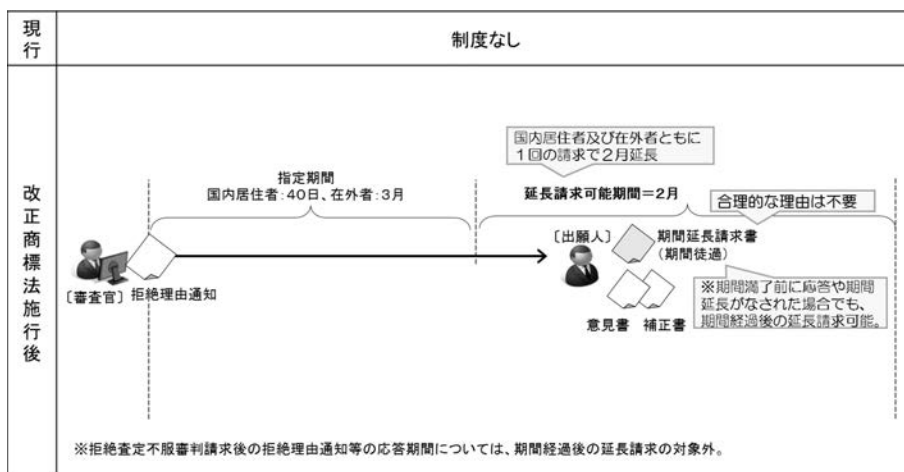 現行
制度なし
改正商標法施行後
国内居住者及び在外者ともに
1回の請求で2月延長
指定期間
国内居住者:40日、在外者:3月
延長請求可能期間=2月
合理的な理由は不要
〔出願人〕
期間延長請求書
(期間徒過)
〔審査官〕
拒絶理由通知
※期間満了前に応答や期間
延長がなされた場合でも、
期間経過後の延長請求可能。
意見書 補正書
※拒絶査定不服審判請求後の拒絶理由通知等の応答期間については、期間経過後の延長請求の対象外。